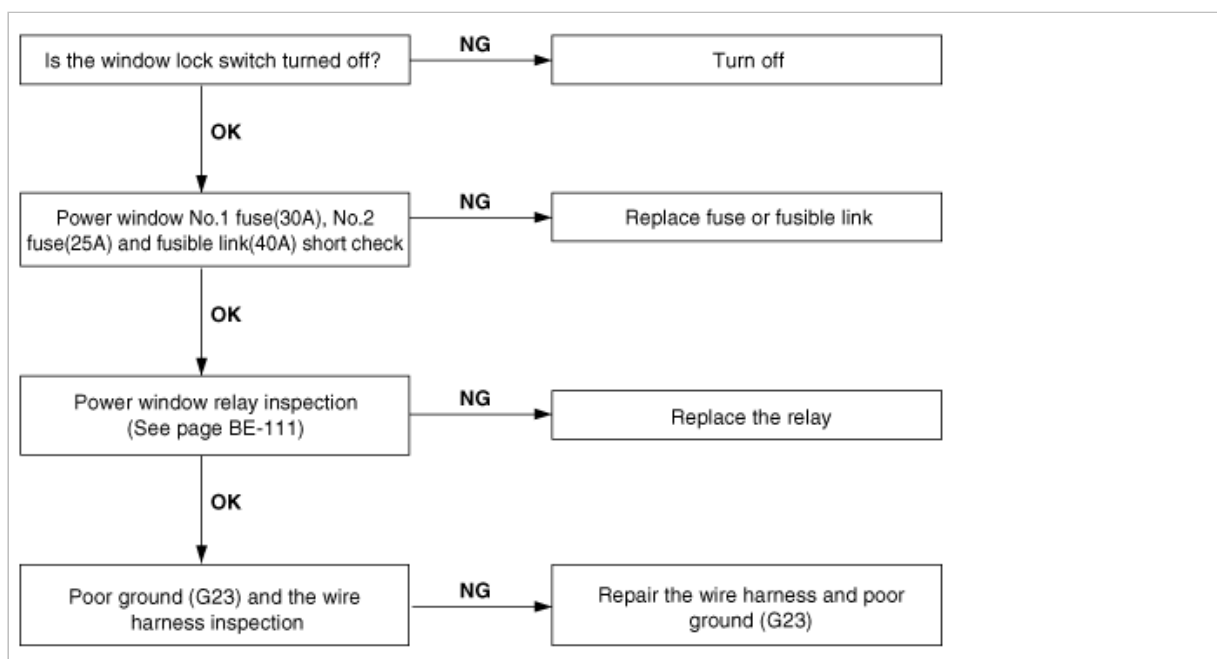 Is the window lock switch turned off?
NG
Turn off
OK
Power window No.1 fuse(30A), No.2
fuse(25A) and fusible link(40A) short check
NG
Replace fuse or fusible link
OK
Power window relay inspection
(See page BE-111)
NG
Replace the relay
OK
Poor ground (G23) and the wire
harness inspection
NG
Repair the wire harness and poor
ground (G23)